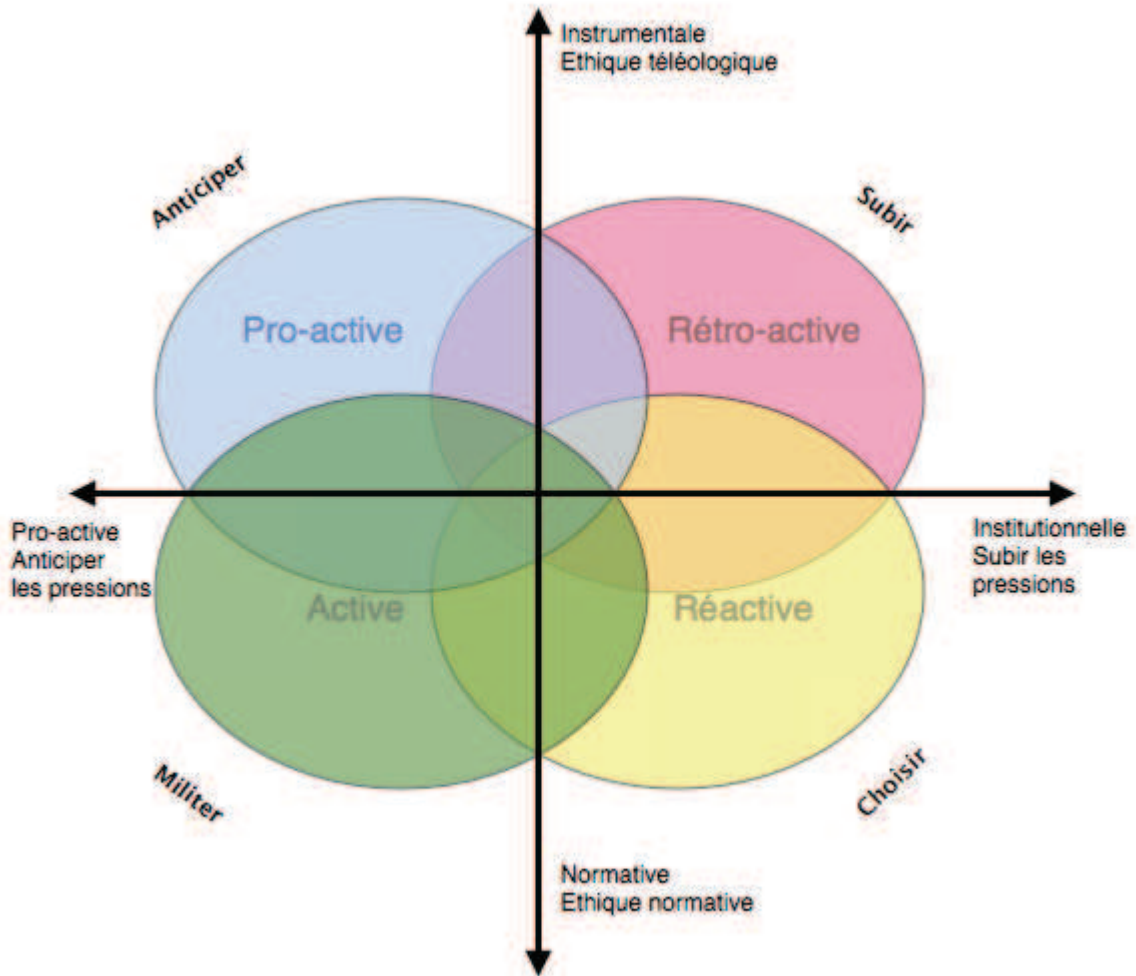 Instrumentale
Ethique téléologique
Anticiper
Subir
Pro-active
Rétro-active
Pro-active
Anticiper
les pressions
Institutionnelle
Subir les
pressions
Active
Réactive
Militer
Choisir
Normative
Ethique normative